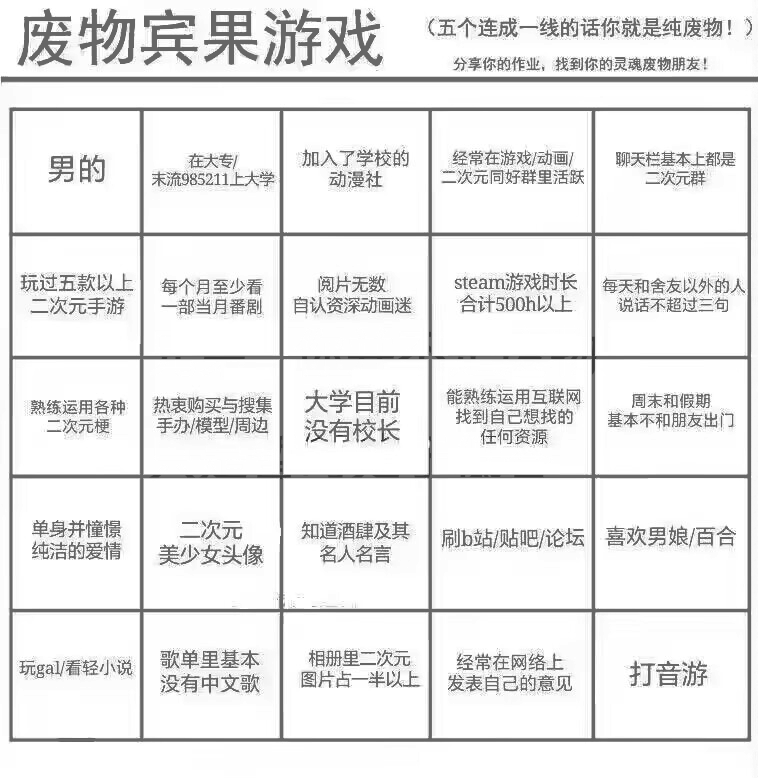 废物宾果游戏
（五个连成一线的话你就是纯废物！）
分享你的作业，找到你的灵魂废物朋友！
男的
在大专/
末流985211上大学
加入了学校的
动漫社
经常在游戏/动画/
二次元同好群里活跃
聊天栏基本上都是
二次元群
玩过五款以上
二次元手游
每个月至少看
一部当月番剧
阅片无数
自认资深动画迷
steam游戏时长
合计500h以上
每天和舍友以外的人
说话不超过三句
熟练运用各种
二次元梗
热衷购买与搜集
手办/模型/周边
大学目前
没有校长
能熟练运用互联网
找到自己想找的
任何资源
周末和假期
基本不和朋友出门
单身并憧憬
纯洁的爱情
二次元
美少女头像
知道酒肆及其
名人名言
刷b站/贴吧/论坛
喜欢男娘/百合
玩gal/看轻小说
歌单里基本
没有中文歌
相册里二次元
图片占一半以上
经常在网络上
发表自己的意见
打音游